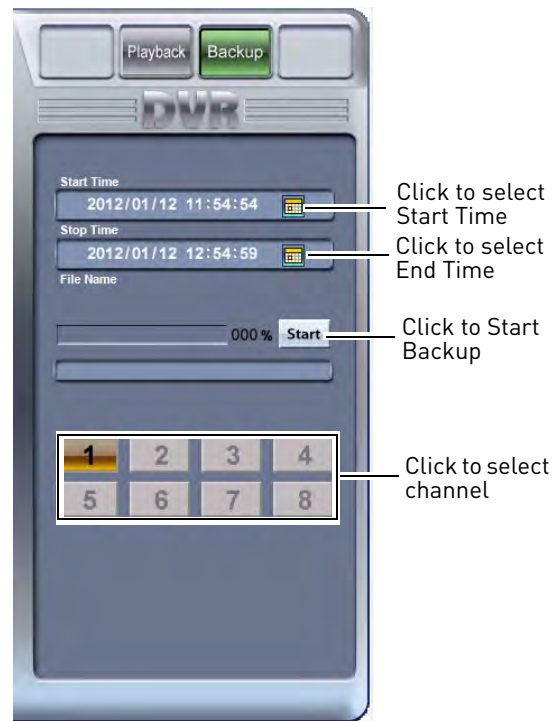 Playback Backup
DVR
Start Time
2012/01/12 11:54:54
Click to select
Start Time
Stop Time
2012/01/12 12:54:59
Click to select
End Time
File Name
000 % Start
Click to Start
Backup
1 2 3 4
5 6 7 8
Click to select
channel